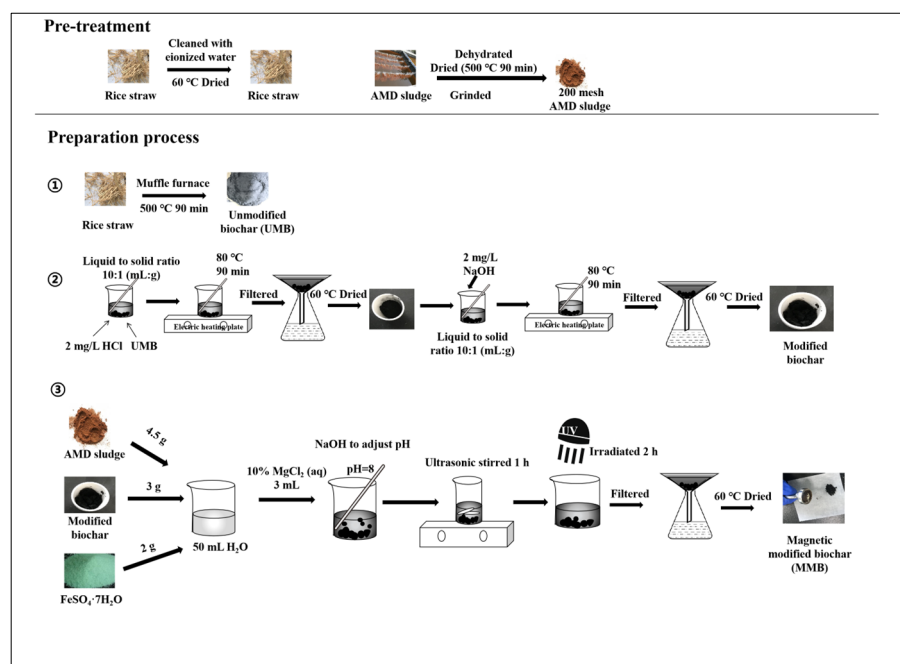 Pre-treatment
Cleaned with
eionized water
60 °C Dried
Rice straw
Rice straw
Dehydrated
Dried (500 °C 90 min)
AMD sludge
Grinded
200 mesh
AMD sludge
Preparation process
①
Muffle furnace
500 °C 90 min
Rice straw
Unmodified
biochar (UMB)
②
Liquid to solid ratio
10:1 (mL:g)
2 mg/L HCl
UMB
80 °C
90 min
Electric heating plate
Filtered
60 °C Dried
2 mg/L
NaOH
Liquid to solid
ratio 10:1 (mL:g)
80 °C
90 min
Electric heating plate
Filtered
60 °C Dried
Modified
biochar
③
AMD sludge
4.5 g
Modified
biochar
3 g
FeSO₄·7H₂O
2 g
50 mL H₂O
10% MgCl₂ (aq)
3 mL
NaOH to adjust pH
pH=8
Ultrasonic stirred 1 h
UV
Irradiated 2 h
Filtered
60 °C Dried
Magnetic
modified biochar
(MMB)